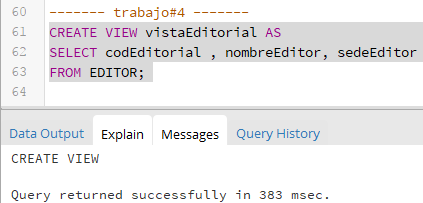 60 ------- trabajo#4 -------
61 CREATE VIEW vistaEditorial AS
62 SELECT codEditorial , nombreEditor, sedeEditor
63 FROM EDITOR;
64
Data Output Explain Messages Query History
CREATE VIEW
Query returned successfully in 383 msec.